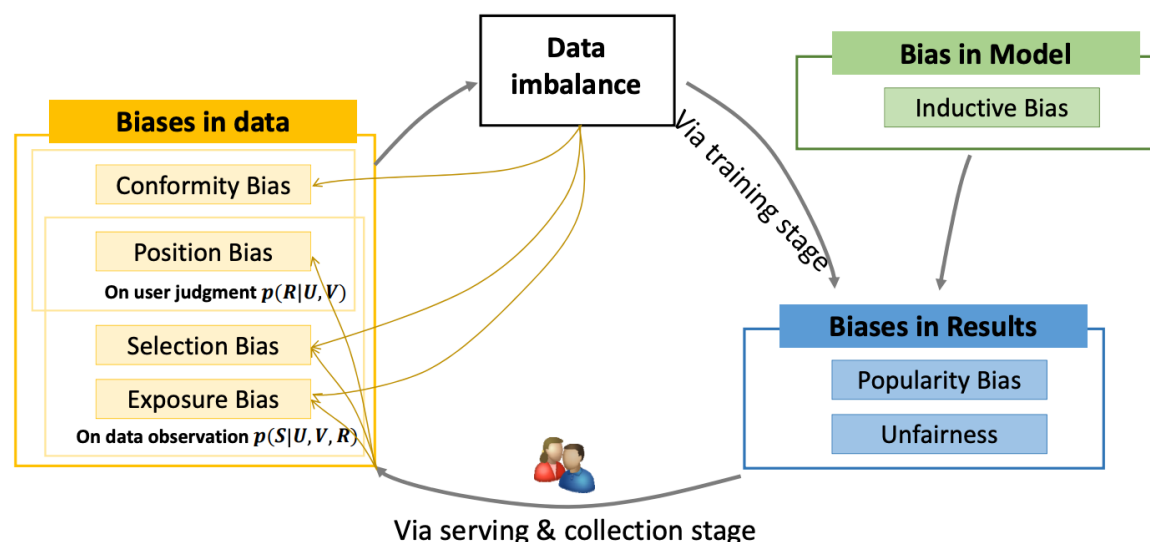 Data
imbalance
Bias in Model
Inductive Bias
Biases in data
Conformity Bias
Position Bias
On user judgment p(R|U,V)
Selection Bias
Exposure Bias
On data observation p(S|U,V,R)
Via training stage
Biases in Results
Popularity Bias
Unfairness
Via serving & collection stage